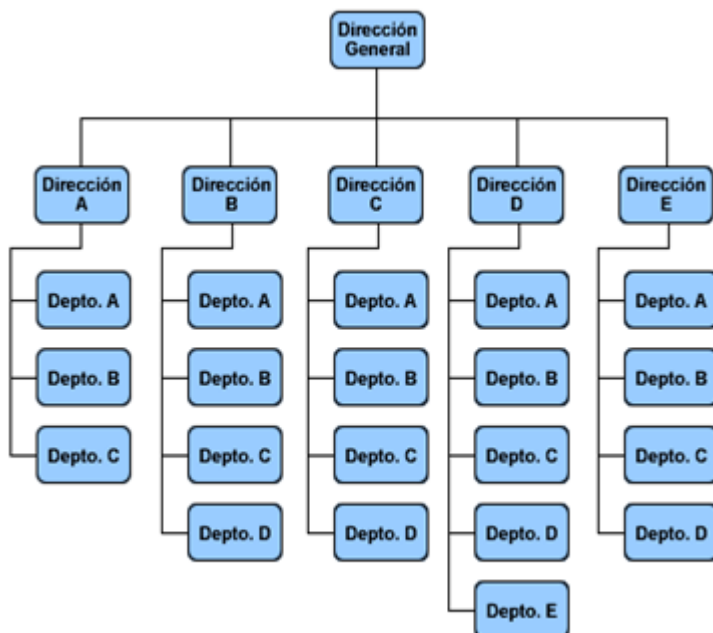 Dirección
General
Dirección
A
Dirección
B
Dirección
C
Dirección
D
Dirección
E
Depto. A
Depto. A
Depto. A
Depto. A
Depto. A
Depto. B
Depto. B
Depto. B
Depto. B
Depto. B
Depto. C
Depto. C
Depto. C
Depto. C
Depto. C
Depto. D
Depto. D
Depto. D
Depto. D
Depto. E